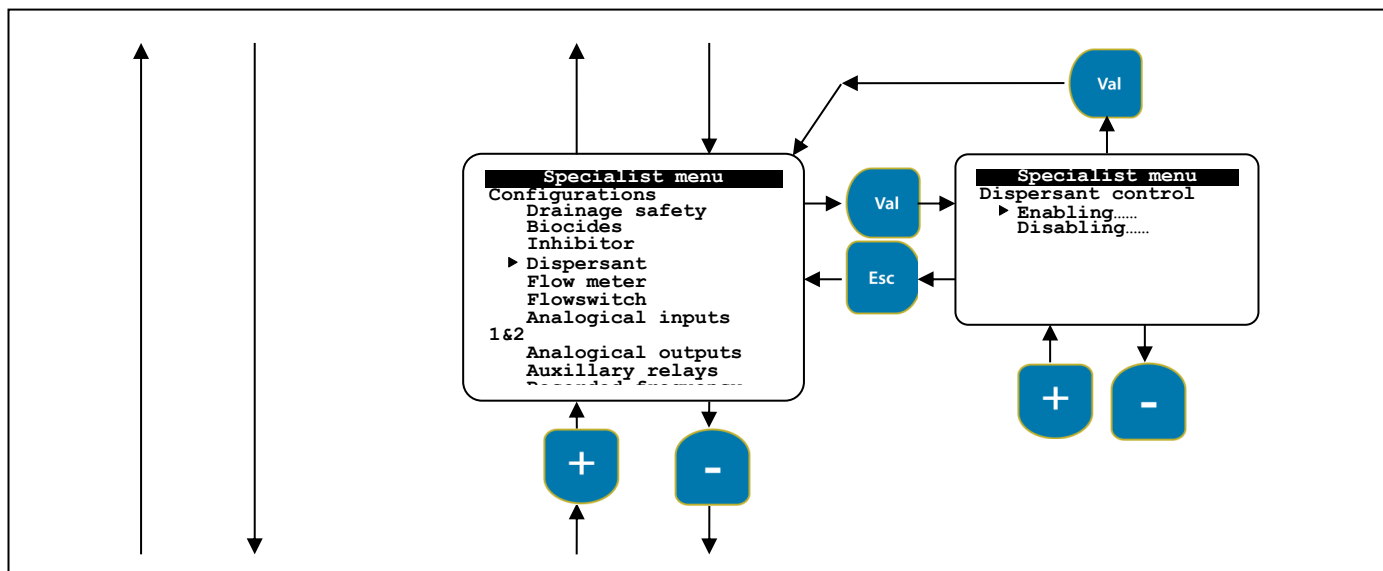 Val
Specialist menu
Configurations
Drainage safety
Biocides
Inhibitor
Dispersant
Flow meter
Flowswitch
Analogical inputs
1&2
Analogical outputs
Auxillary relays
Val
Esc
Specialist menu
Dispersant control
Enabling……
Disabling……
+
-
+
-